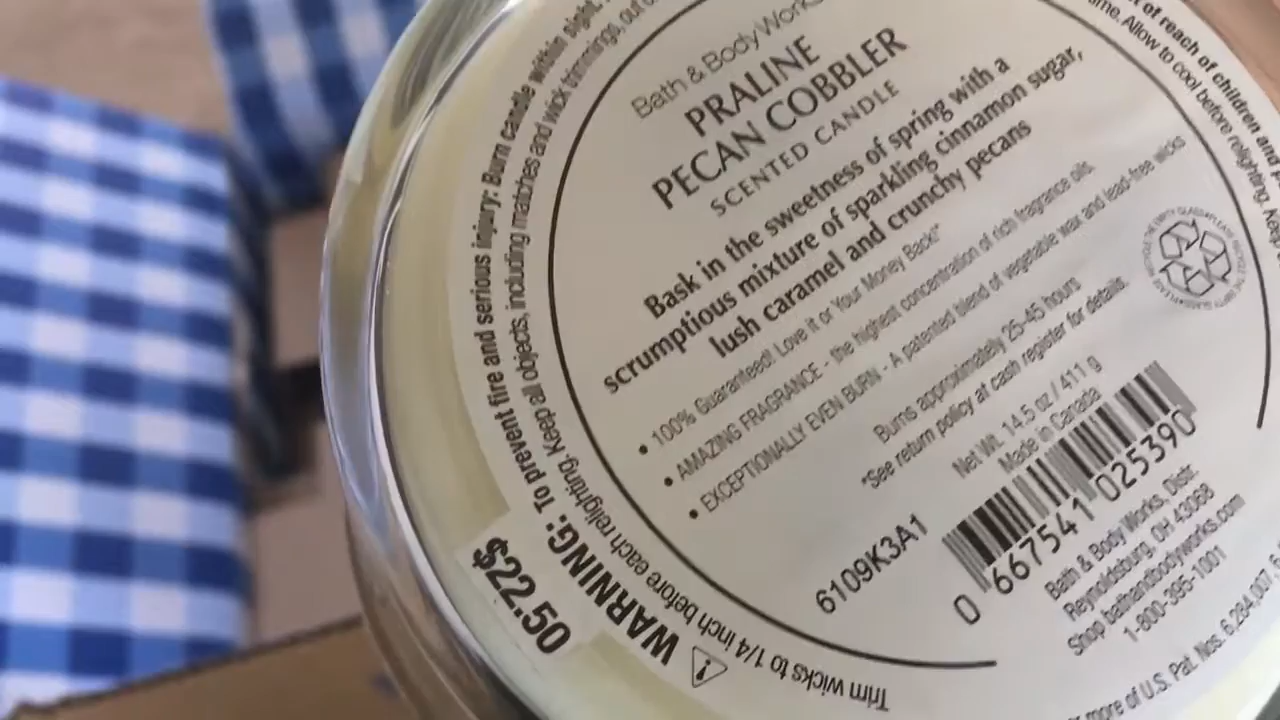 Bath & Body Works
PRALINE
PECAN COBBLER
SCENTED CANDLE
Bask in the sweetness of spring with a
scrumptious mixture of sparkling cinnamon sugar,
lush caramel and crunchy pecans
• 100% Guaranteed! Love it or Your Money Back!*
• AMAZING FRAGRANCE - the highest concentration of rich fragrance oils.
• EXCEPTIONALLY EVEN BURN - A patented blend of vegetable wax and lead-free wicks
Burns approximately 25-45 hours
*See return policy at cash register for details.
Net Wt. 14.5 oz / 411 g
Made in Canada
6109K3A1
0 667541 025390
Bath & Body Works, Distr.
Reynoldsburg, OH 43068
Shop bathandbodyworks.com
1-800-395-1001
more of U.S. Pat. Nos. 6,284,007
WARNING: To prevent fire and serious injury: Burn candle within sight.
of reach of children and
Trim wicks to 1/4 inch before each relighting. Keep all objects, including matches and wick trimmings, out
Allow to cool before relighting. Keep
$22.50